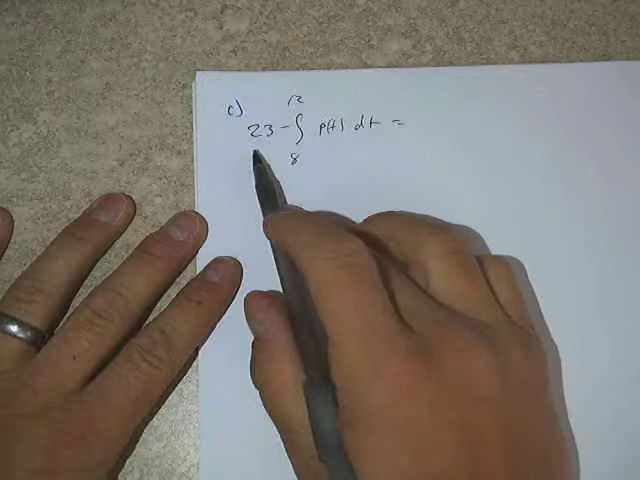 c)
23 - ∫₈¹² P(t) dt =